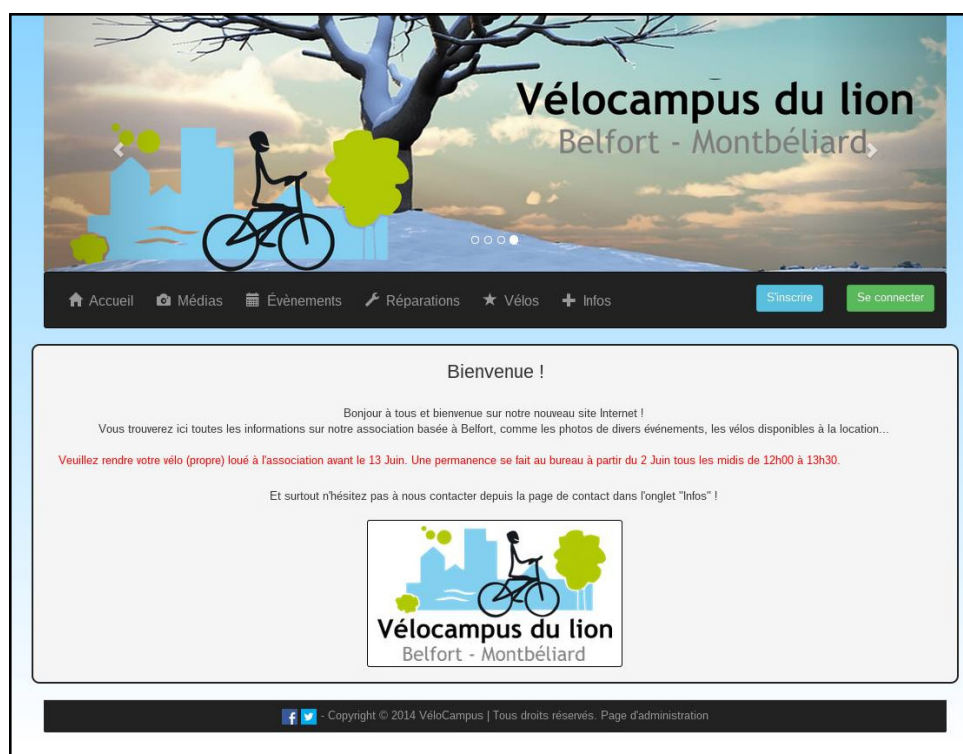 Vélocampus du lion
Belfort - Montbéliard
Accueil Médias Évènements Réparations Vélos Infos S'inscrire Se connecter
Bienvenue !
Bonjour à tous et bienvenue sur notre nouveau site Internet !
Vous trouverez ici toutes les informations sur notre association basée à Belfort, comme les photos de divers événements, les vélos disponibles à la location...
Veuillez rendre votre vélo (propre) loué à l'association avant le 13 Juin. Une permanence se fait au bureau à partir du 2 Juin tous les midis de 12h00 à 13h30.
Et surtout n'hésitez pas à nous contacter depuis la page de contact dans l'onglet "Infos" !
Vélocampus du lion
Belfort - Montbéliard
- Copyright © 2014 VéloCampus | Tous droits réservés. Page d'administration